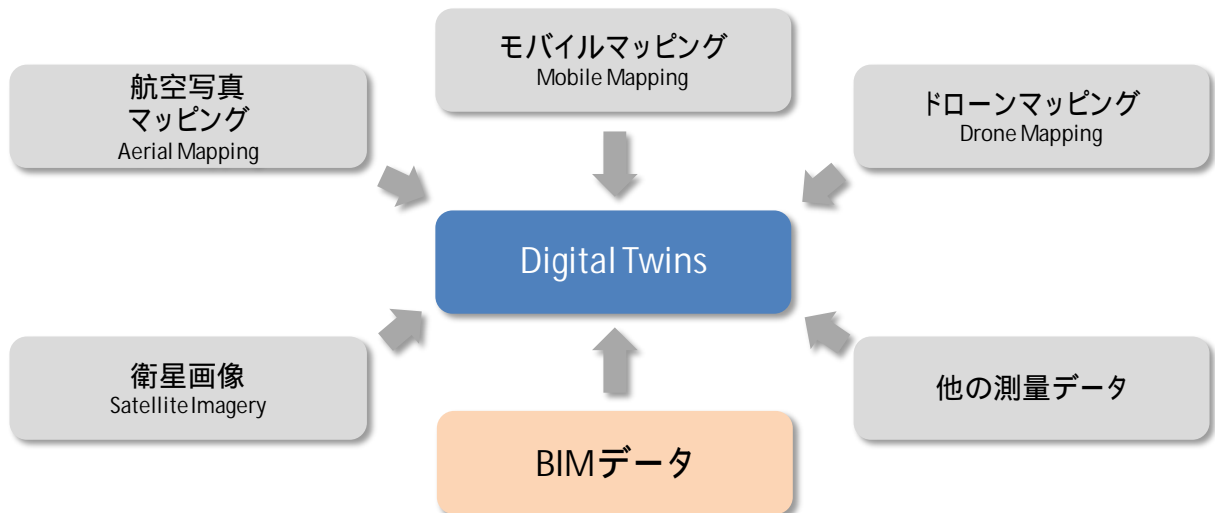 モバイルマッピング
Mobile Mapping
航空写真
マッピング
Aerial Mapping
ドローンマッピング
Drone Mapping
Digital Twins
衛星画像
Satellite Imagery
他の測量データ
BIMデータ